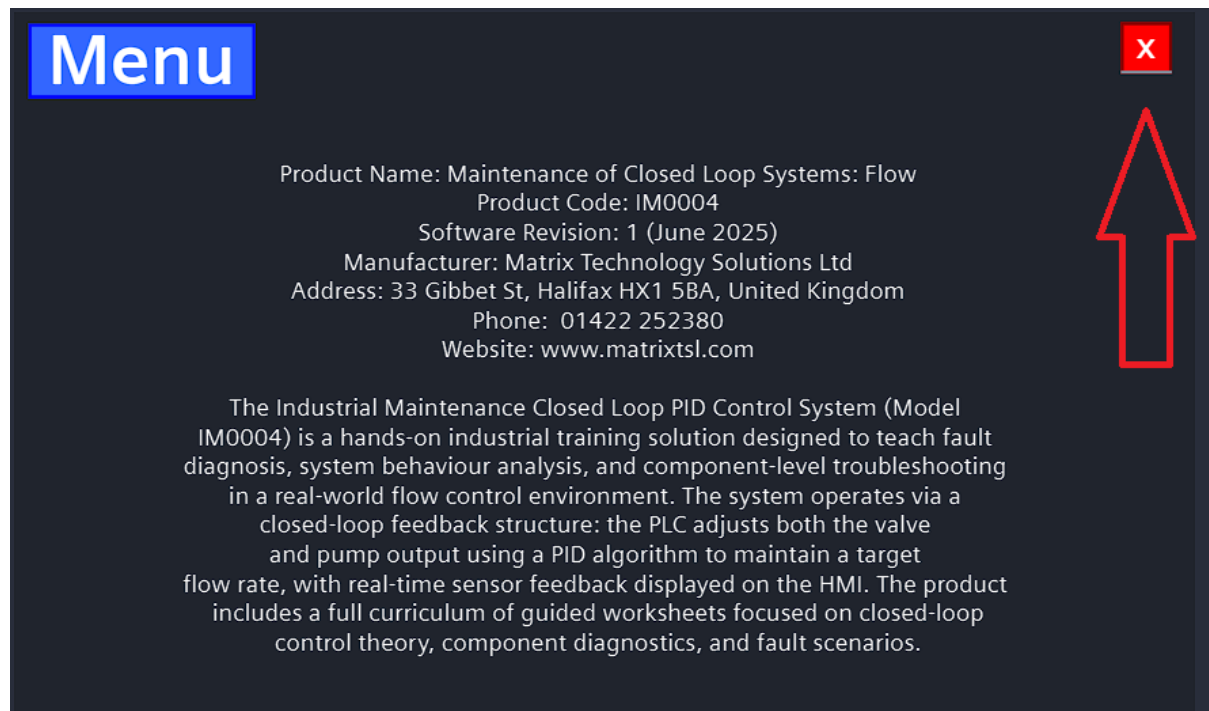 Menu
X
Product Name: Maintenance of Closed Loop Systems: Flow
Product Code: IM0004
Software Revision: 1 (June 2025)
Manufacturer: Matrix Technology Solutions Ltd
Address: 33 Gibbet St, Halifax HX1 5BA, United Kingdom
Phone:  01422 252380
Website: www.matrixtsl.com
The Industrial Maintenance Closed Loop PID Control System (Model
IM0004) is a hands-on industrial training solution designed to teach fault
diagnosis, system behaviour analysis, and component-level troubleshooting
in a real-world flow control environment. The system operates via a
closed-loop feedback structure: the PLC adjusts both the valve
and pump output using a PID algorithm to maintain a target
flow rate, with real-time sensor feedback displayed on the HMI. The product
includes a full curriculum of guided worksheets focused on closed-loop
control theory, component diagnostics, and fault scenarios.